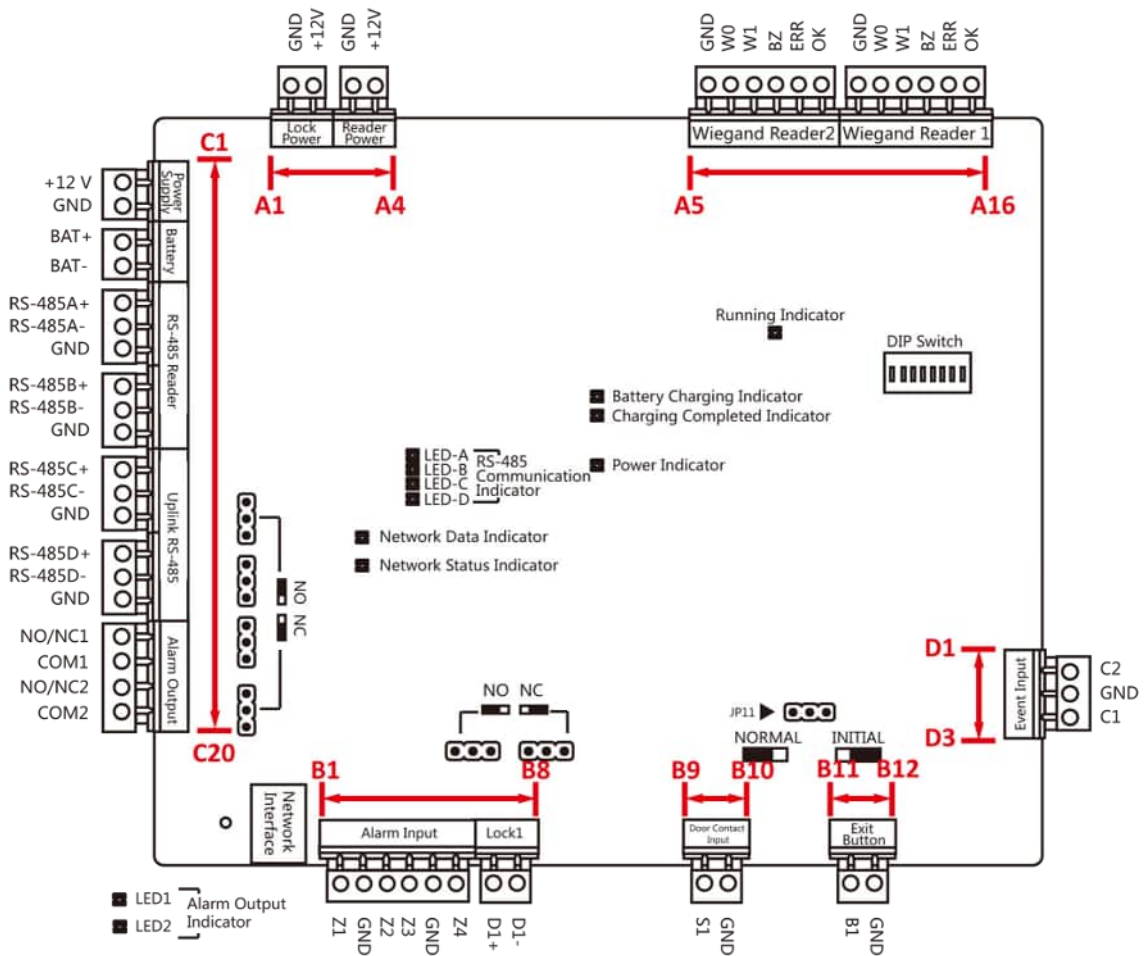 GND
+12V
GND
+12V
GND
W0
W1
BZ
ERR
OK
GND
W0
W1
BZ
ERR
OK
Lock
Power
Reader
Power
Wiegand Reader2
Wiegand Reader 1
C1
A1
A4
A5
A16
+12 V
GND
Power
Supply
BAT+
BAT-
Battery
RS-485A+
RS-485A-
GND
RS-485B+
RS-485B-
GND
RS-485 Reader
RS-485C+
RS-485C-
GND
RS-485D+
RS-485D-
GND
Uplink RS-485
NO/NC1
COM1
NO/NC2
COM2
Alarm Output
C20
Running Indicator
DIP Switch
Battery Charging Indicator
Charging Completed Indicator
Power Indicator
LED-A
LED-B
LED-C
LED-D
RS-485
Communication
Indicator
Network Data Indicator
Network Status Indicator
NO
NC
NO
NC
JP11
NORMAL
INITIAL
D1
D3
Event Input
C2
GND
C1
B1
B8
B9
B10
B11
B12
Network
Interface
Alarm Input
Lock1
Door Contact
Input
Exit
Button
Z1
GND
Z2
Z3
GND
Z4
D1+
D1-
S1
GND
B1
GND
LED1
LED2
Alarm Output
Indicator